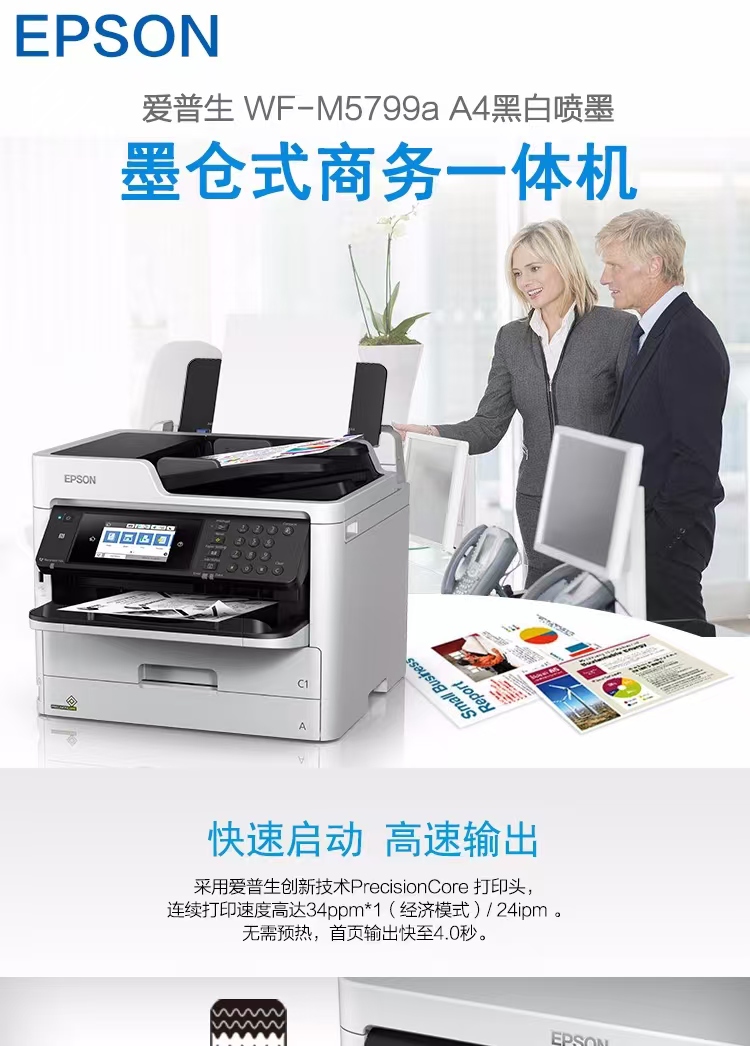 EPSON
爱普生 WF-M5799a A4黑白喷墨
墨仓式商务一体机
EPSON
C1
A
Small Business
Report
Sustainable Energy
快速启动 高速输出
采用爱普生创新技术PrecisionCore 打印头，
连续打印速度高达34ppm*1（经济模式）/ 24ipm 。
无需预热，首页输出快至4.0秒。
EPSON